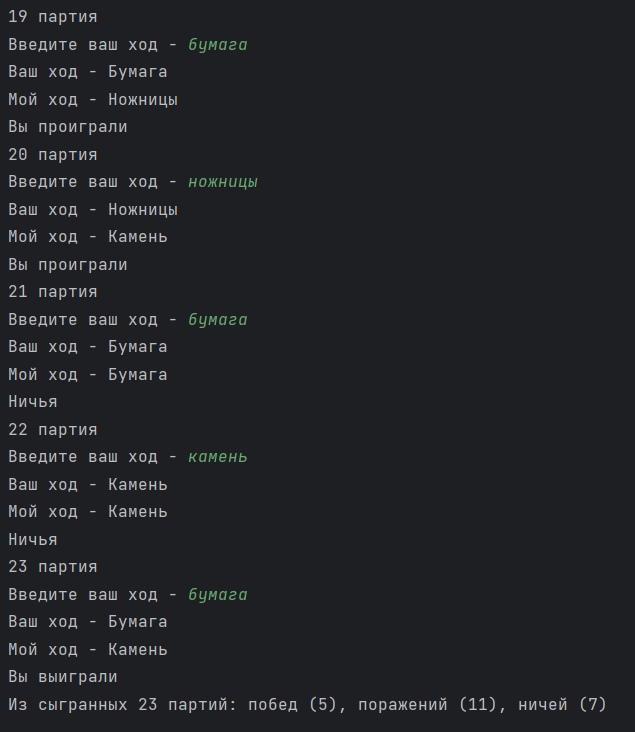 19 партия
Введите ваш ход - бумага
Ваш ход - Бумага
Мой ход - Ножницы
Вы проиграли
20 партия
Введите ваш ход - ножницы
Ваш ход - Ножницы
Мой ход - Камень
Вы проиграли
21 партия
Введите ваш ход - бумага
Ваш ход - Бумага
Мой ход - Бумага
Ничья
22 партия
Введите ваш ход - камень
Ваш ход - Камень
Мой ход - Камень
Ничья
23 партия
Введите ваш ход - бумага
Ваш ход - Бумага
Мой ход - Камень
Вы выиграли
Из сыгранных 23 партий: побед (5), поражений (11), ничей (7)